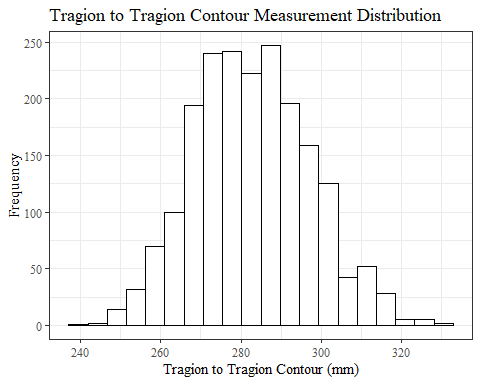 Tragion to Tragion Contour Measurement Distribution
250
200
150
100
50
0
Frequency
240 260 280 300 320
Tragion to Tragion Contour (mm)